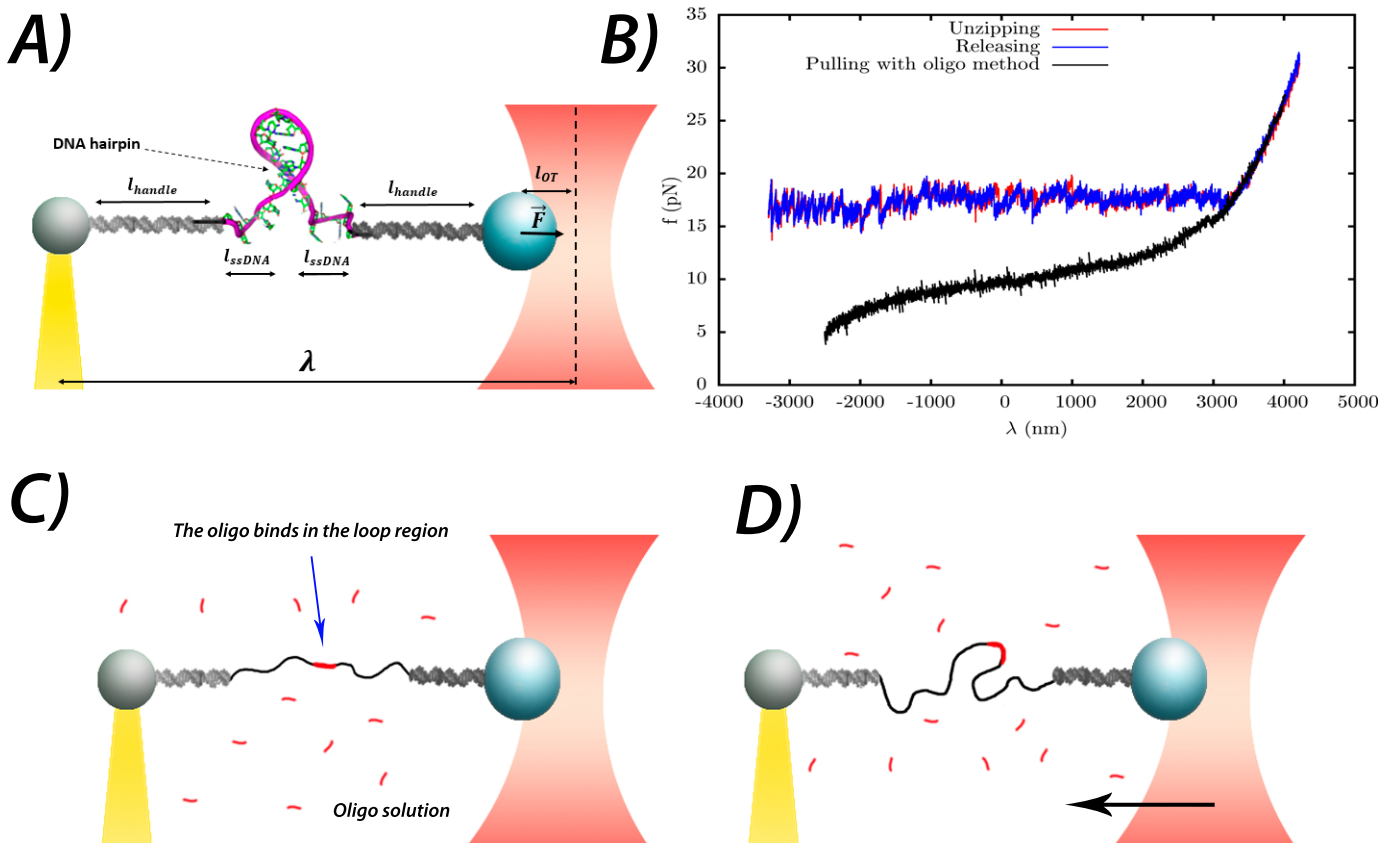 A)
DNA hairpin
l_handle
l_handle
l_OT
F⃗
l_ssDNA
l_ssDNA
λ
B)
Unzipping
Releasing
Pulling with oligo method
35
30
25
20
15
10
5
0
f (pN)
-4000 -3000 -2000 -1000 0 1000 2000 3000 4000 5000
λ (nm)
C)
The oligo binds in the loop region
Oligo solution
D)